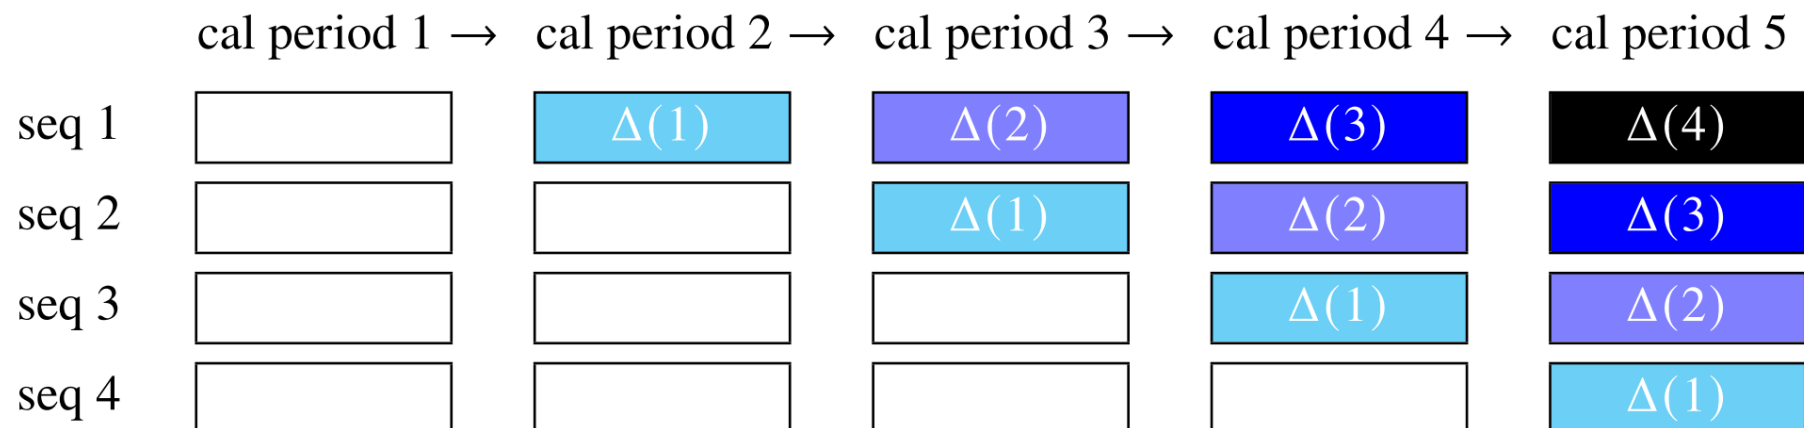 cal period 1 → cal period 2 → cal period 3 → cal period 4 → cal period 5
seq 1 Δ(1) Δ(2) Δ(3) Δ(4)
seq 2 Δ(1) Δ(2) Δ(3)
seq 3 Δ(1) Δ(2)
seq 4 Δ(1)